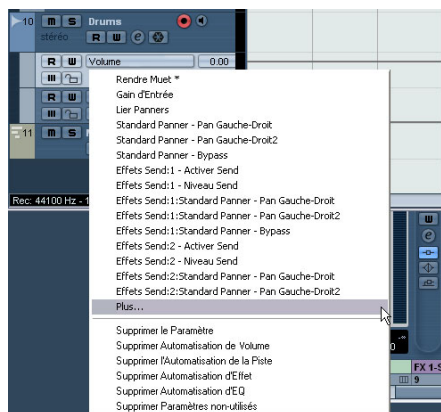 10 m S Drums
stéréo R W e
R W Volume 0.00
R W
R W
11 m S
Rendre Muet *
Gain d'Entrée
Lier Panners
Standard Panner - Pan Gauche-Droit
Standard Panner - Pan Gauche-Droit2
Standard Panner - Bypass
Effets Send:1 - Activer Send
Effets Send:1 - Niveau Send
Effets Send:1:Standard Panner - Pan Gauche-Droit
Effets Send:1:Standard Panner - Pan Gauche-Droit2
Effets Send:1:Standard Panner - Bypass
Effets Send:2 - Activer Send
Effets Send:2 - Niveau Send
Effets Send:2:Standard Panner - Pan Gauche-Droit
Effets Send:2:Standard Panner - Pan Gauche-Droit2
Plus...
Supprimer le Paramètre
Supprimer Automatisation de Volume
Supprimer l'Automatisation de la Piste
Supprimer Automatisation d'Effet
Supprimer Automatisation d'EQ
Supprimer Paramètres non-utilisés
Rec: 44100 Hz - 1
W
e
FX 1-S
9